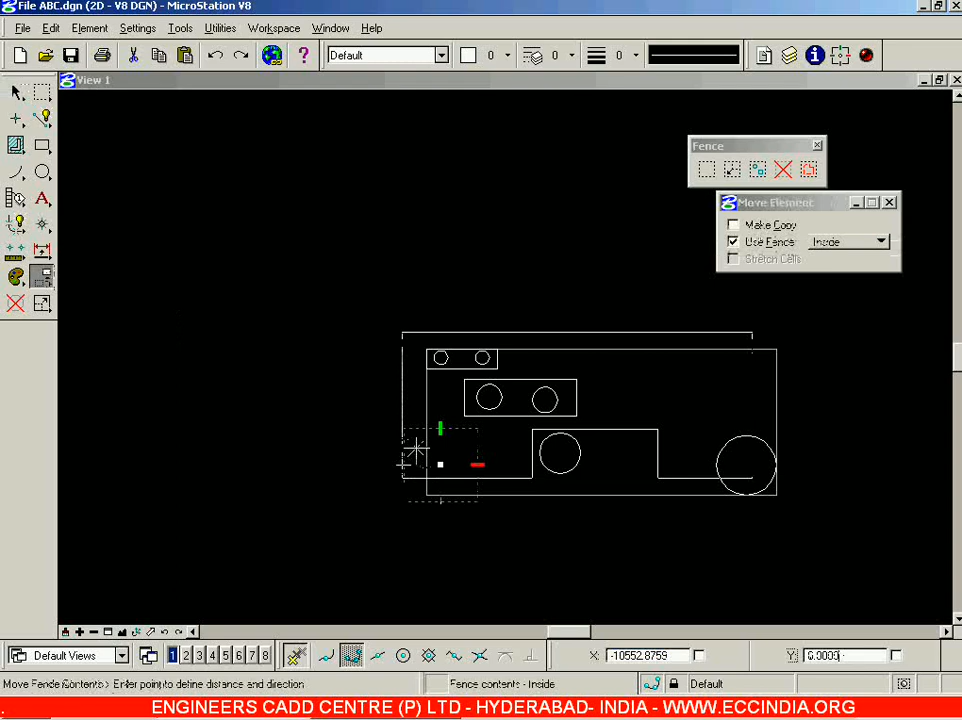 File ABC.dgn (2D - V8 DGN) - MicroStation V8
File Edit Element Settings Tools Utilities Workspace Window Help
Default 0 0 0
View 1
Fence
Move Element
Make Copy
Use Fence: Inside
Stretch Cells
Default Views 1 2 3 4 5 6 7 8 X: -10552.8759 Y:
Move Fence Contents > Enter point to define distance and direction Fence contents - Inside Default
ENGINEERS CADD CENTRE (P) LTD - HYDERABAD- INDIA - WWW.ECCINDIA.ORG